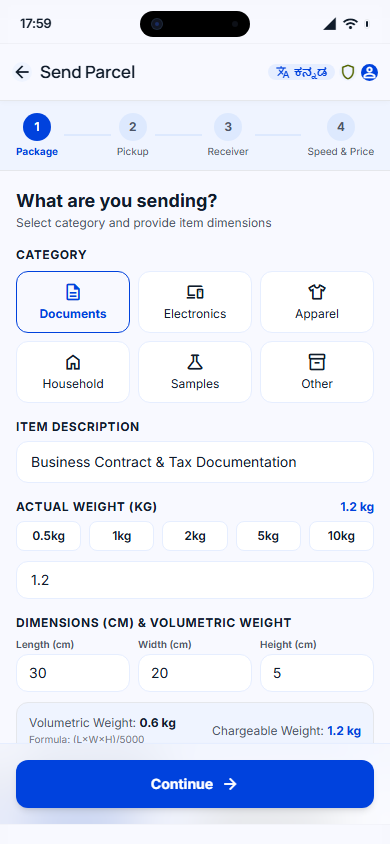 17:59
Send Parcel
ಕನ್ನಡ
1
2
3
4
Package
Pickup
Receiver
Speed & Price
What are you sending?
Select category and provide item dimensions
CATEGORY
Documents
Electronics
Apparel
Household
Samples
Other
ITEM DESCRIPTION
Business Contract & Tax Documentation
ACTUAL WEIGHT (KG)
1.2 kg
0.5kg
1kg
2kg
5kg
10kg
1.2
DIMENSIONS (CM) & VOLUMETRIC WEIGHT
Length (cm)
Width (cm)
Height (cm)
30
20
5
Volumetric Weight: 0.6 kg
Chargeable Weight: 1.2 kg
Formula: (L×W×H)/5000
Continue